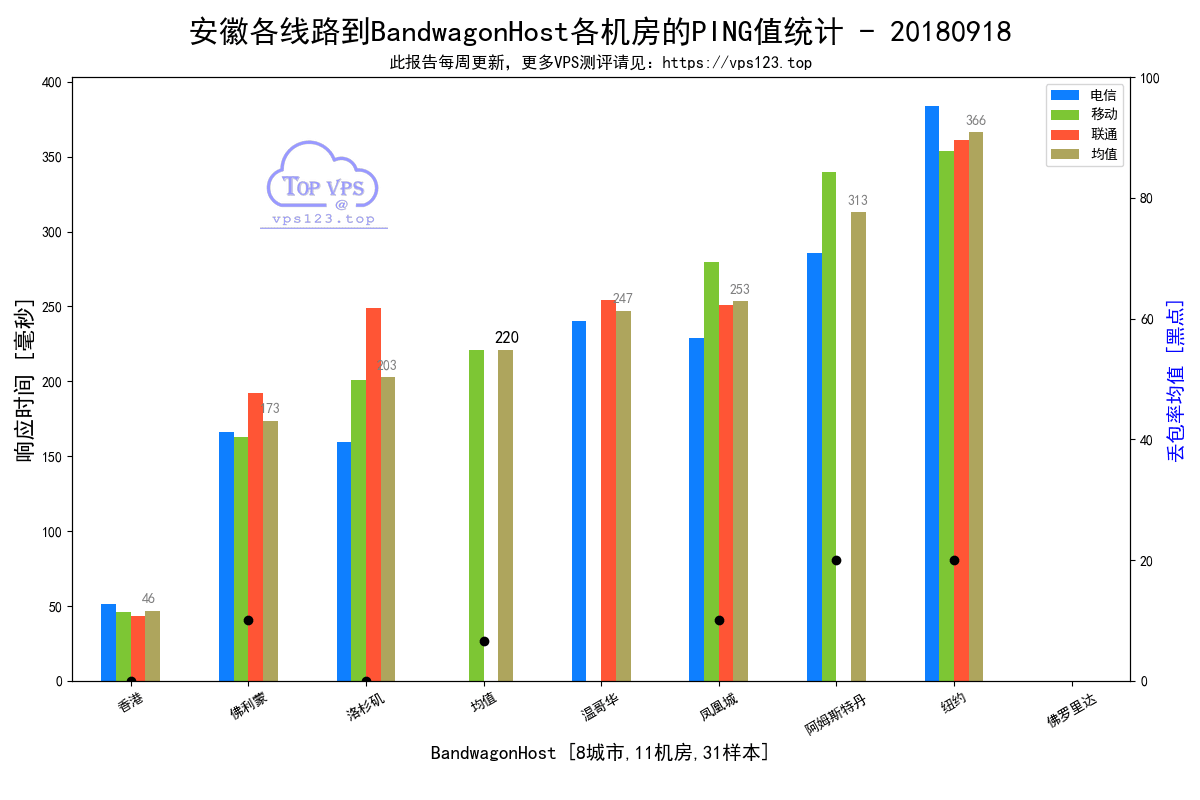 安徽各线路到BandwagonHost各机房的PING值统计 - 20180918
此报告每周更新，更多VPS测评请见：https://vps123.top
电信
移动
联通
均值
TOP VPS
@
vps123.top
响应时间 [毫秒]
400
350
300
250
200
150
100
50
0
46
173
203
220
247
253
313
366
100
80
60
40
20
0
丢包率均值 [黑点]
香港
佛利蒙
洛杉矶
均值
温哥华
凤凰城
阿姆斯特丹
纽约
佛罗里达
BandwagonHost [8城市,11机房,31样本]